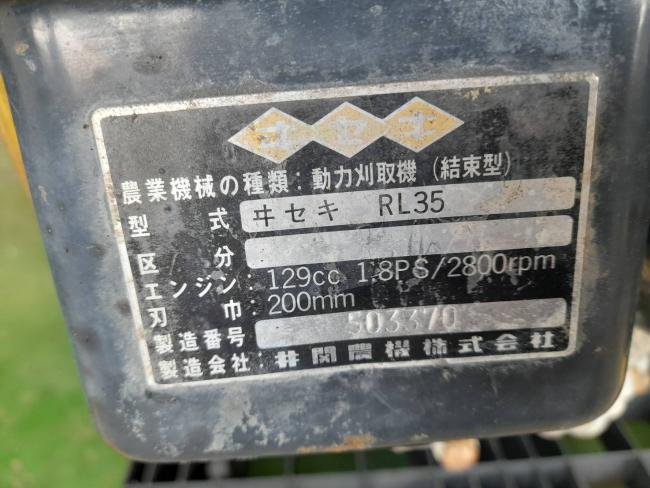 ヰセキ
農業機械の種類：動力刈取機（結束型）
型 式 ヰセキ RL35
区 分
エンジン：129cc 1.8PS/2800rpm
刃 巾：200mm
製造番号：503370
製造会社：井関農機株式会社